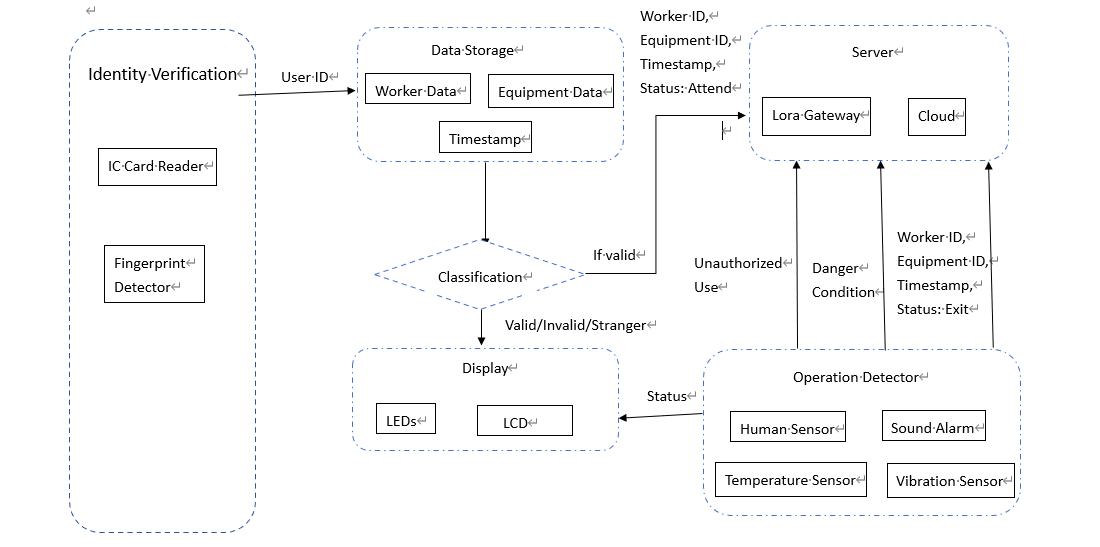 Identity Verification
IC Card Reader
Fingerprint
Detector
User ID
Data Storage
Worker Data
Equipment Data
Timestamp
Classification
If valid
Valid/Invalid/Stranger
Display
LEDs
LCD
Status
Worker ID,
Equipment ID,
Timestamp,
Status: Attend
Server
Lora Gateway
Cloud
Unauthorized
Use
Danger
Condition
Worker ID,
Equipment ID,
Timestamp,
Status: Exit
Operation Detector
Human Sensor
Sound Alarm
Temperature Sensor
Vibration Sensor